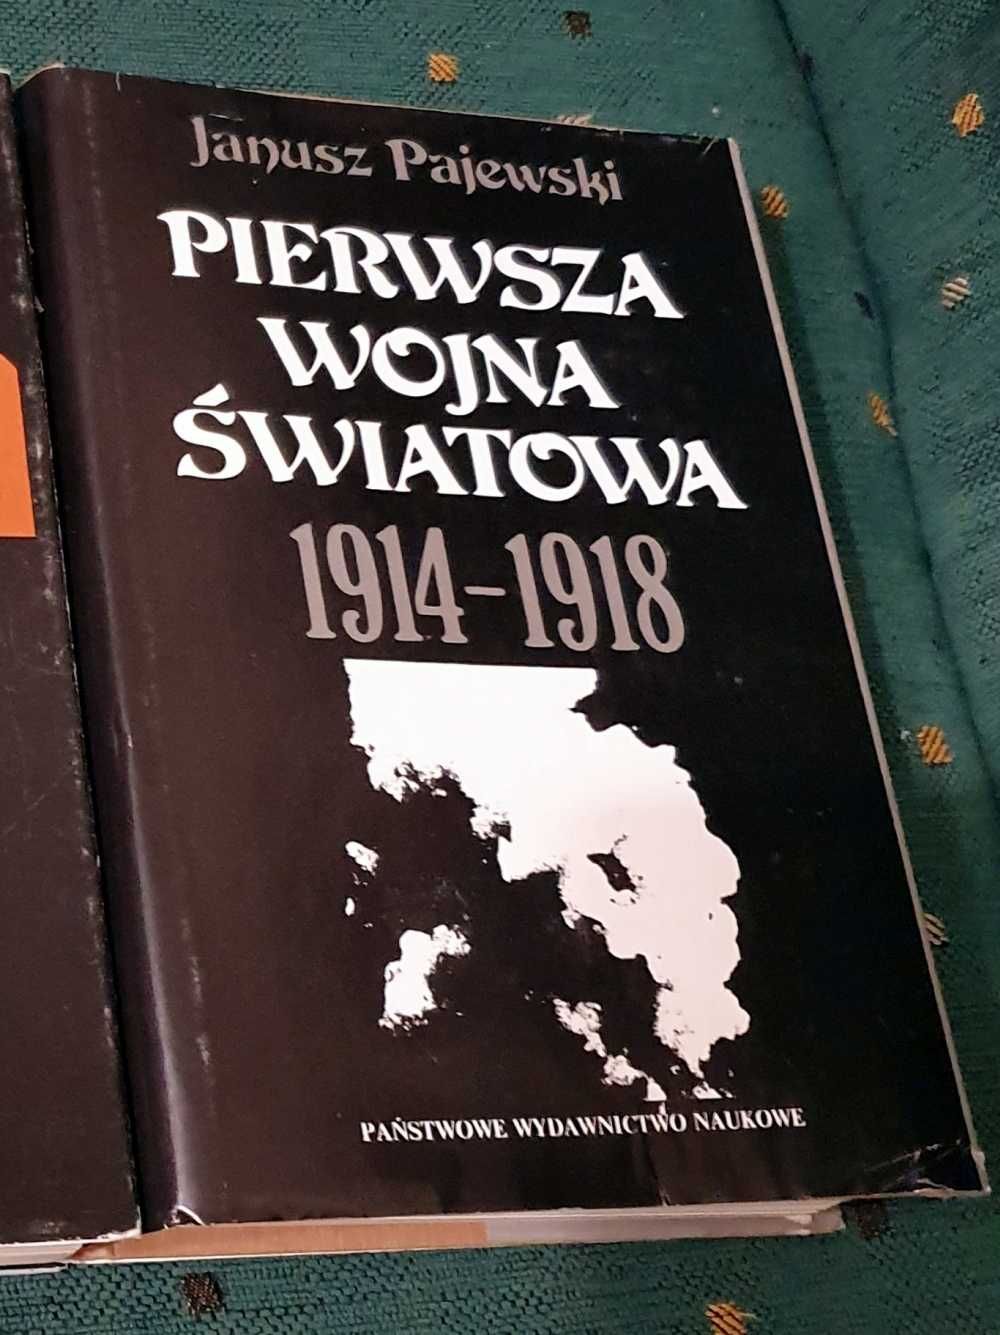 Janusz Pajewski
PIERWSZA
WOJNA
ŚWIATOWA
1914-1918
PAŃSTWOWE WYDAWNICTWO NAUKOWE